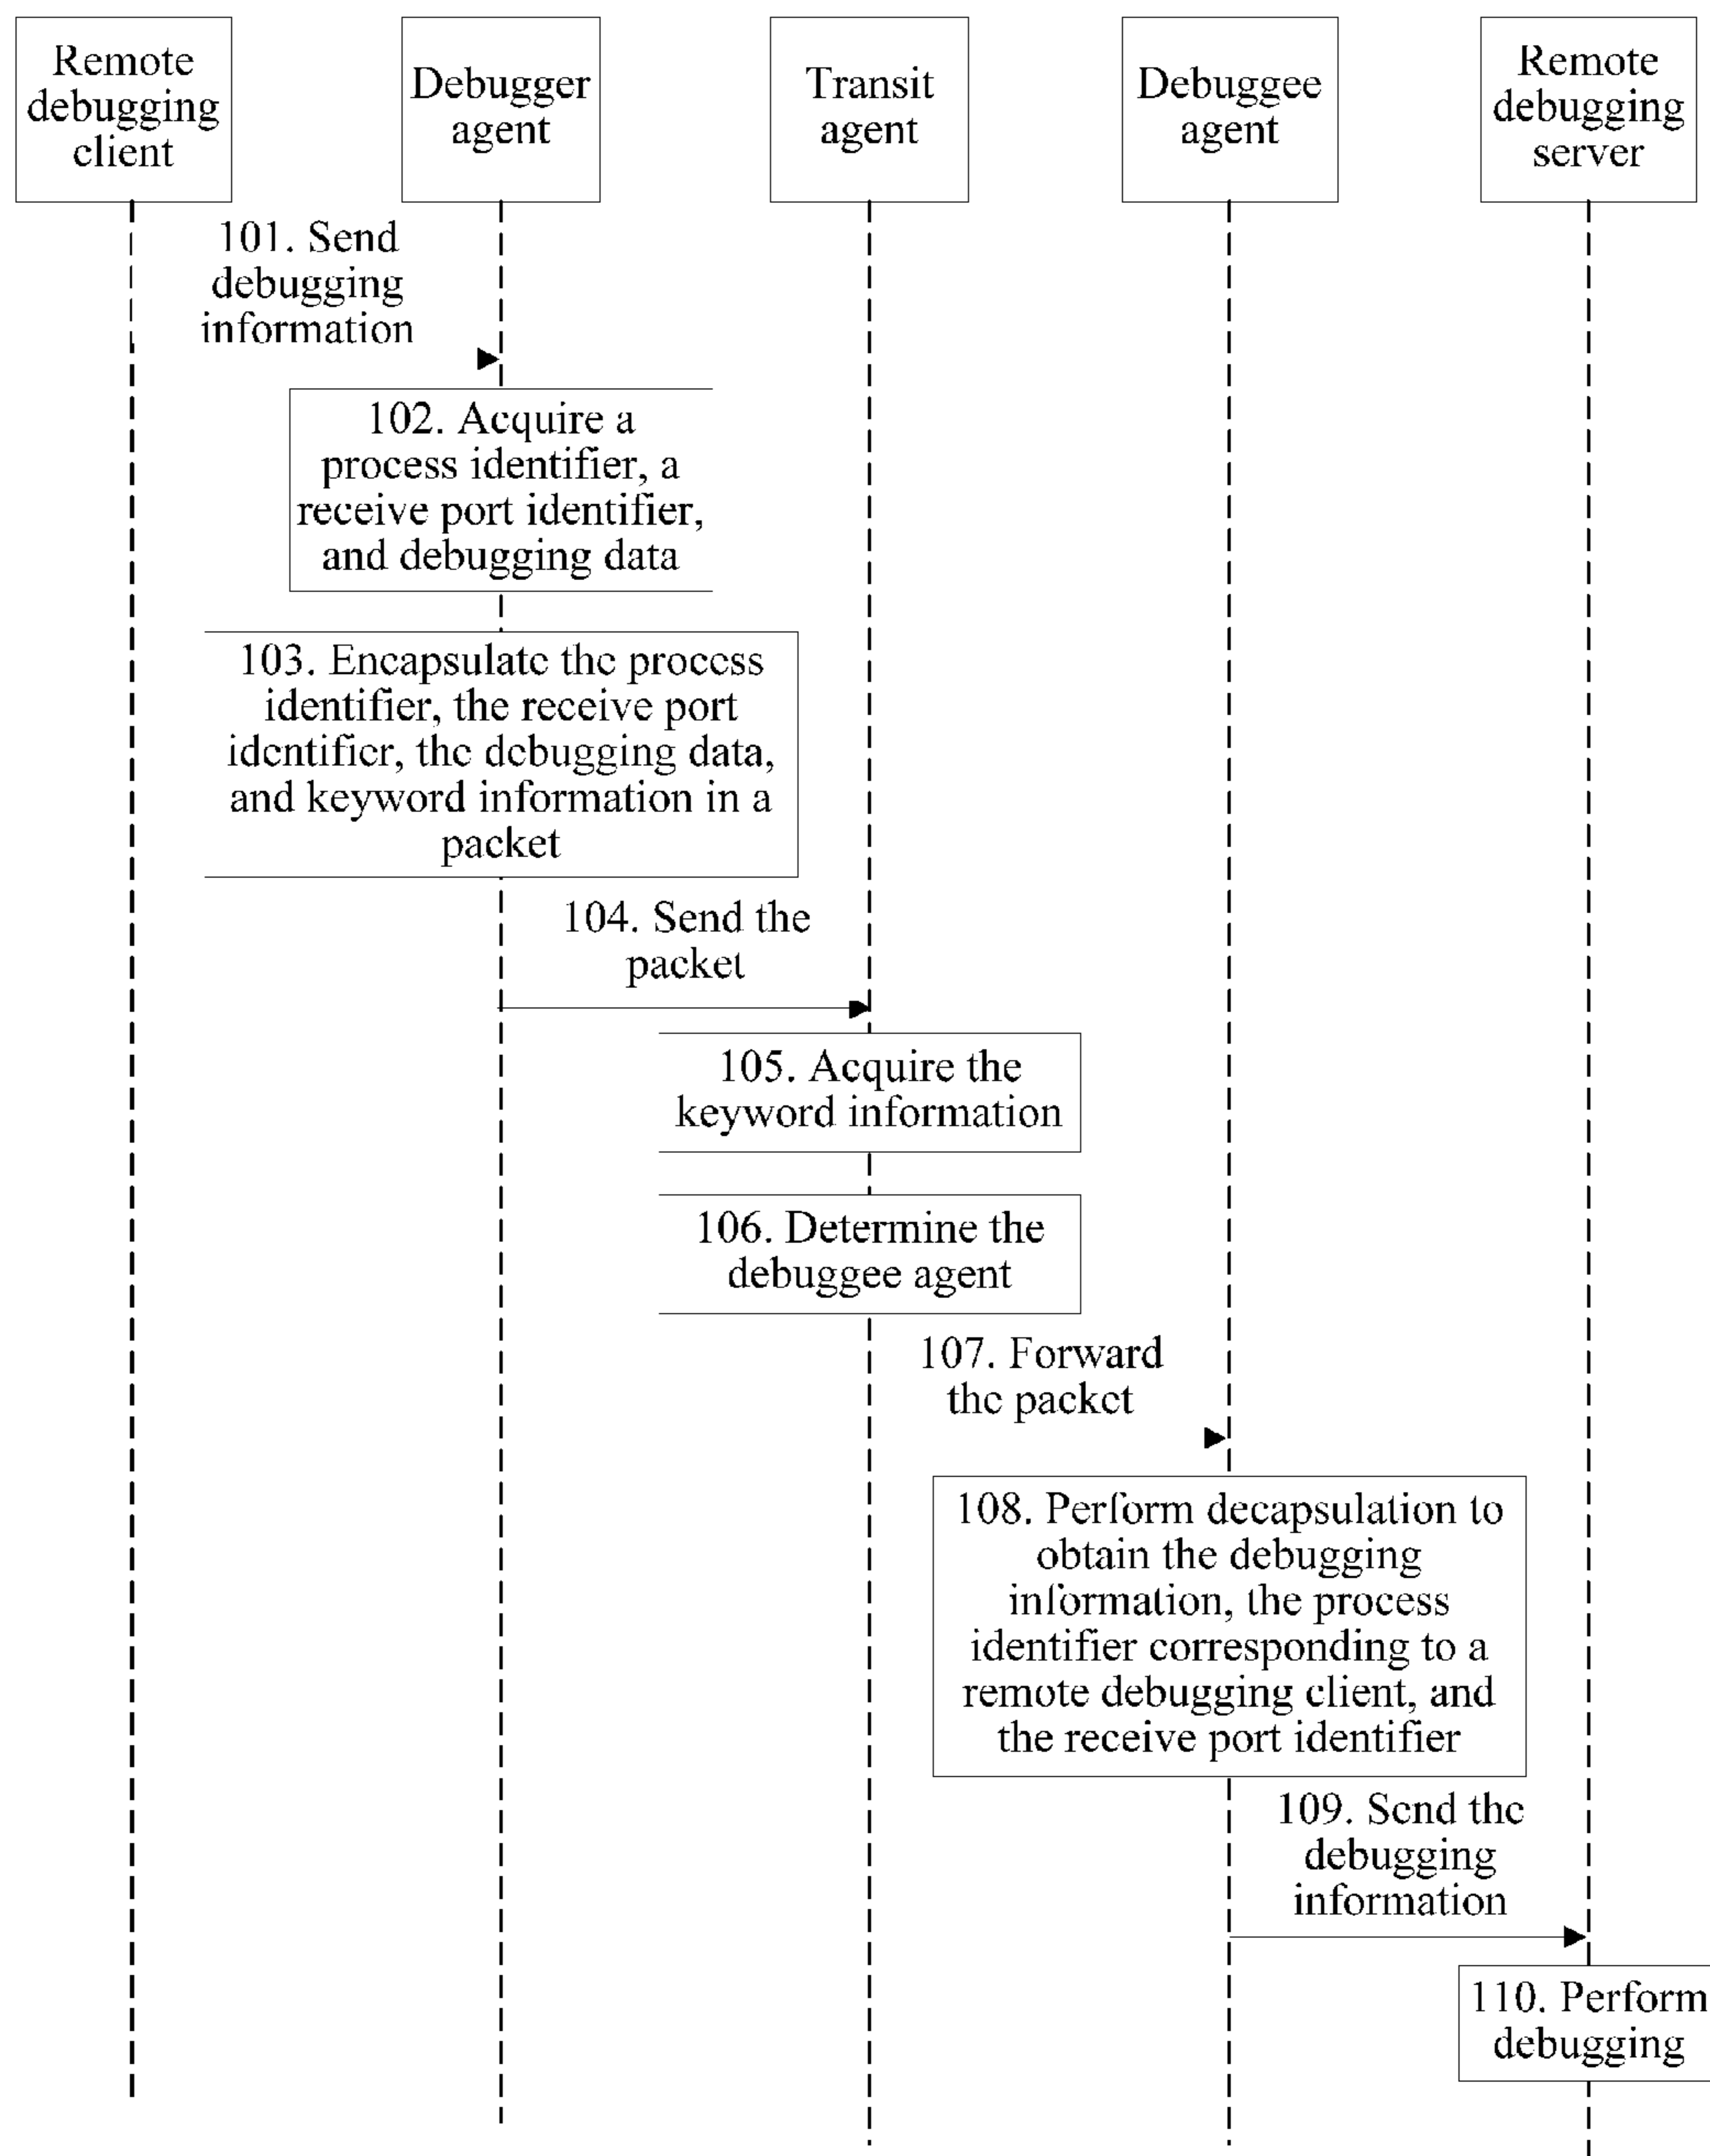 Remote
debugging
client
Debugger
agent
Transit
agent
Debuggee
agent
Remote
debugging
server
101. Send
debugging
information
102. Acquire a
process identifier, a
receive port identifier,
and debugging data
103. Encapsulate the process
identifier, the receive port
identifier, the debugging data,
and keyword information in a
packet
104. Send the
packet
105. Acquire the
keyword information
106. Determine the
debuggee agent
107. Forward
the packet
108. Perform decapsulation to
obtain the debugging
information, the process
identifier corresponding to a
remote debugging client, and
the receive port identifier
109. Send the
debugging
information
110. Perform
debugging